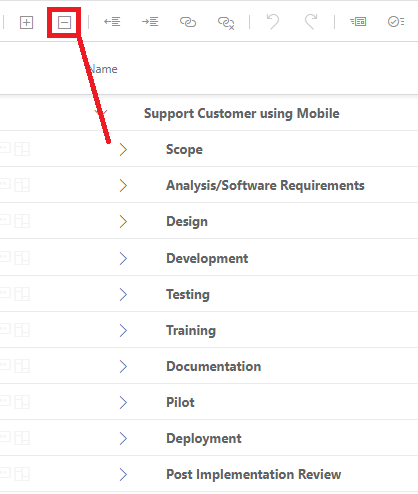 Name
Support Customer using Mobile
Scope
Analysis/Software Requirements
Design
Development
Testing
Training
Documentation
Pilot
Deployment
Post Implementation Review